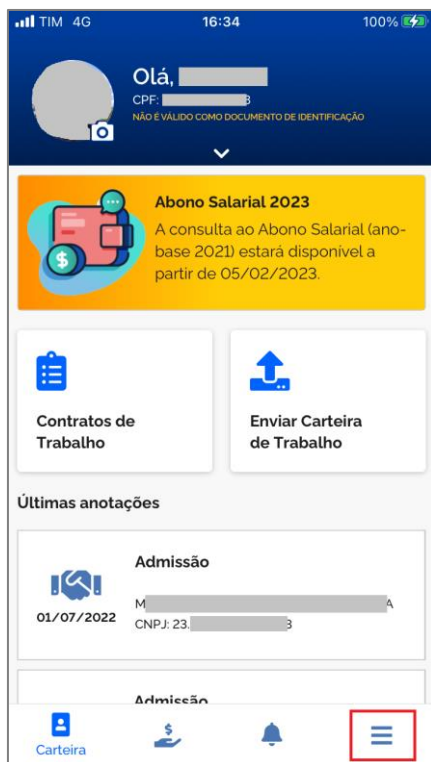 TIM 4G 16:34 100%
Olá,
CPF: 3
NÃO É VÁLIDO COMO DOCUMENTO DE IDENTIFICAÇÃO
Abono Salarial 2023
A consulta ao Abono Salarial (ano-
base 2021) estará disponível a
partir de 05/02/2023.
Contratos de
Trabalho
Enviar Carteira
de Trabalho
Últimas anotações
Admissão
M A
01/07/2022
CNPJ: 23. 3
Admissão
Carteira